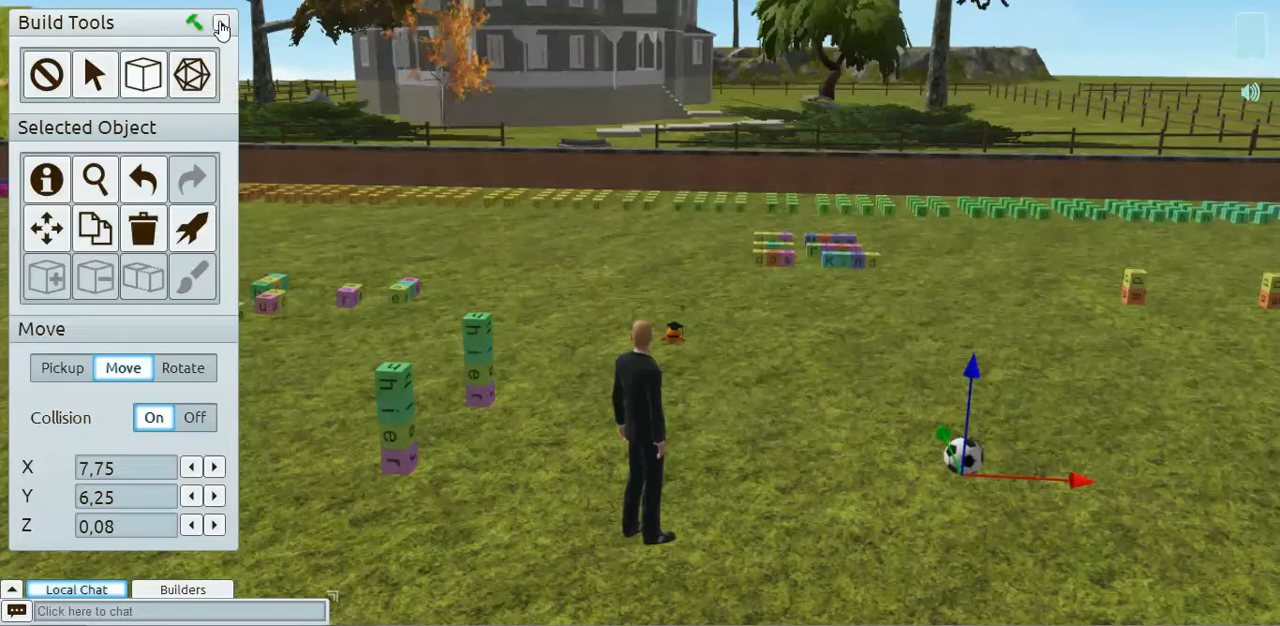 Build Tools
Selected Object
Move
Pickup Move Rotate
Collision On Off
X 7,75
Y 6,25
Z 0,08
Local Chat Builders
Click here to chat
h
i
e
r
h
i
e
r